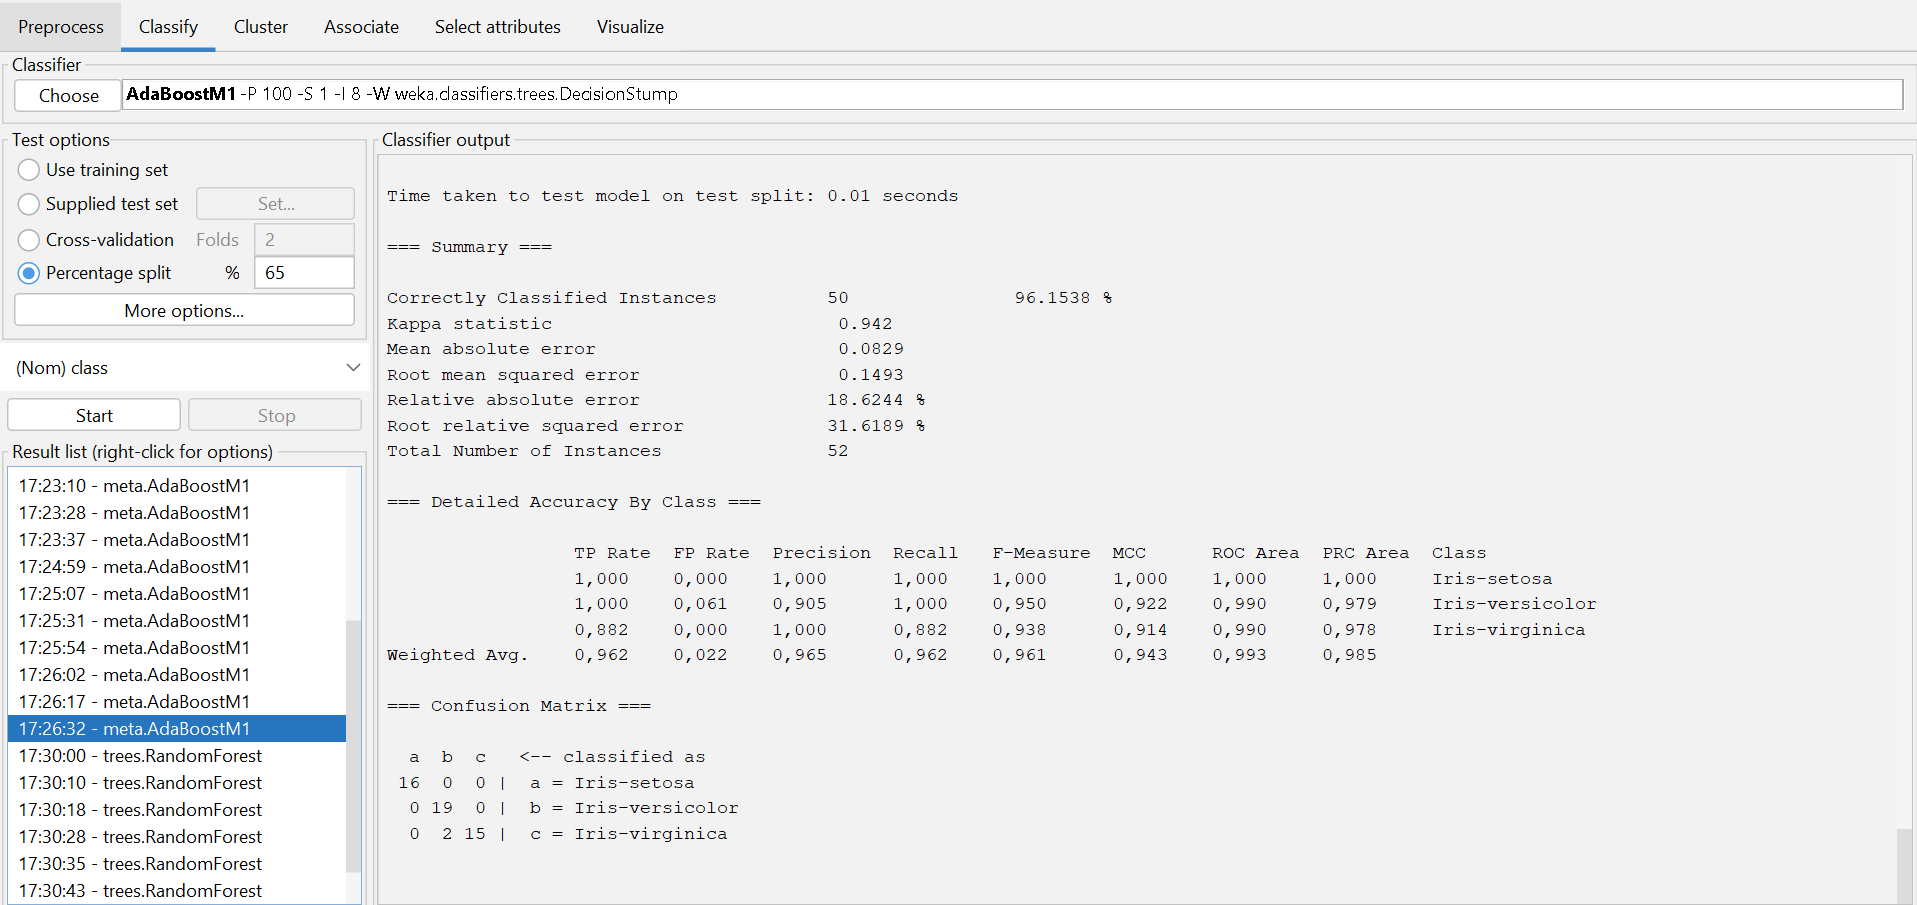 Preprocess Classify Cluster Associate Select attributes Visualize
Classifier
Choose AdaBoostM1 -P 100 -S 1 -I 8 -W weka.classifiers.trees.DecisionStump
Test options
Use training set
Supplied test set Set...
Cross-validation Folds 2
Percentage split % 65
More options...
(Nom) class
Start Stop
Result list (right-click for options)
17:23:10 - meta.AdaBoostM1
17:23:28 - meta.AdaBoostM1
17:23:37 - meta.AdaBoostM1
17:24:59 - meta.AdaBoostM1
17:25:07 - meta.AdaBoostM1
17:25:31 - meta.AdaBoostM1
17:25:54 - meta.AdaBoostM1
17:26:02 - meta.AdaBoostM1
17:26:17 - meta.AdaBoostM1
17:26:32 - meta.AdaBoostM1
17:30:00 - trees.RandomForest
17:30:10 - trees.RandomForest
17:30:18 - trees.RandomForest
17:30:28 - trees.RandomForest
17:30:35 - trees.RandomForest
17:30:43 - trees.RandomForest
Classifier output
Time taken to test model on test split: 0.01 seconds
=== Summary ===
Correctly Classified Instances 50 96.1538 %
Kappa statistic 0.942
Mean absolute error 0.0829
Root mean squared error 0.1493
Relative absolute error 18.6244 %
Root relative squared error 31.6189 %
Total Number of Instances 52
=== Detailed Accuracy By Class ===
TP Rate FP Rate Precision Recall F-Measure MCC ROC Area PRC Area Class
1,000 0,000 1,000 1,000 1,000 1,000 1,000 1,000 Iris-setosa
1,000 0,061 0,905 1,000 0,950 0,922 0,990 0,979 Iris-versicolor
0,882 0,000 1,000 0,882 0,938 0,914 0,990 0,978 Iris-virginica
Weighted Avg. 0,962 0,022 0,965 0,962 0,961 0,943 0,993 0,985
=== Confusion Matrix ===
a b c <-- classified as
16 0 0 | a = Iris-setosa
0 19 0 | b = Iris-versicolor
0 2 15 | c = Iris-virginica